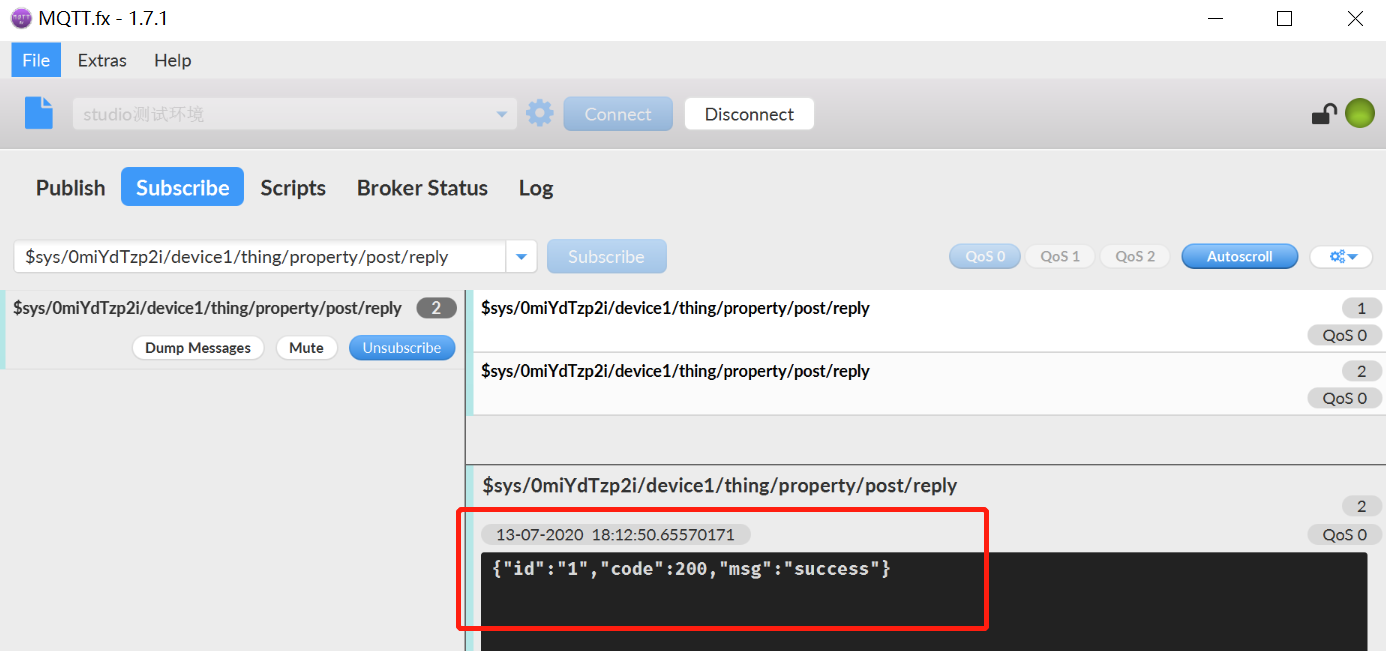 MQTT.fx - 1.7.1
File Extras Help
studio测试环境 Connect Disconnect
Publish Subscribe Scripts Broker Status Log
$sys/0miYdTzp2i/device1/thing/property/post/reply Subscribe QoS 0 QoS 1 QoS 2 Autoscroll
$sys/0miYdTzp2i/device1/thing/property/post/reply 2
Dump Messages Mute Unsubscribe
$sys/0miYdTzp2i/device1/thing/property/post/reply 1
QoS 0
$sys/0miYdTzp2i/device1/thing/property/post/reply 2
QoS 0
$sys/0miYdTzp2i/device1/thing/property/post/reply
2
13-07-2020 18:12:50.65570171 QoS 0
{"id":"1","code":200,"msg":"success"}